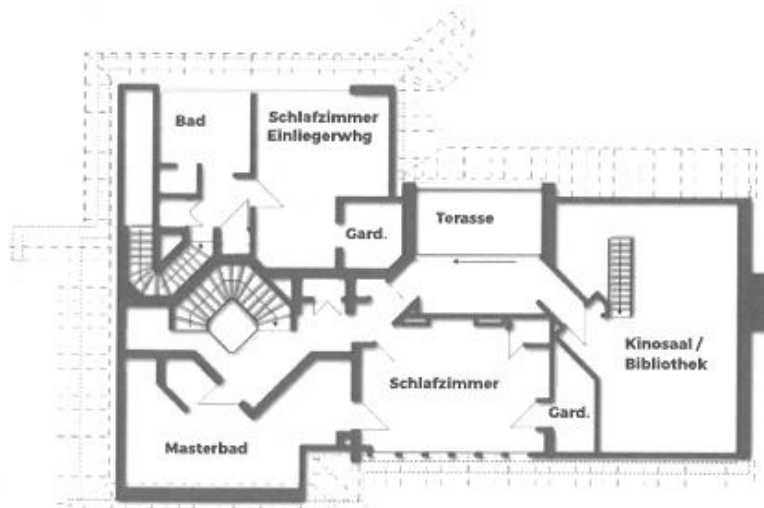 Bad
Schlafzimmer
Einliegerwhg
Gard.
Terasse
Kinosaal /
Bibliothek
Schlafzimmer
Gard.
Masterbad